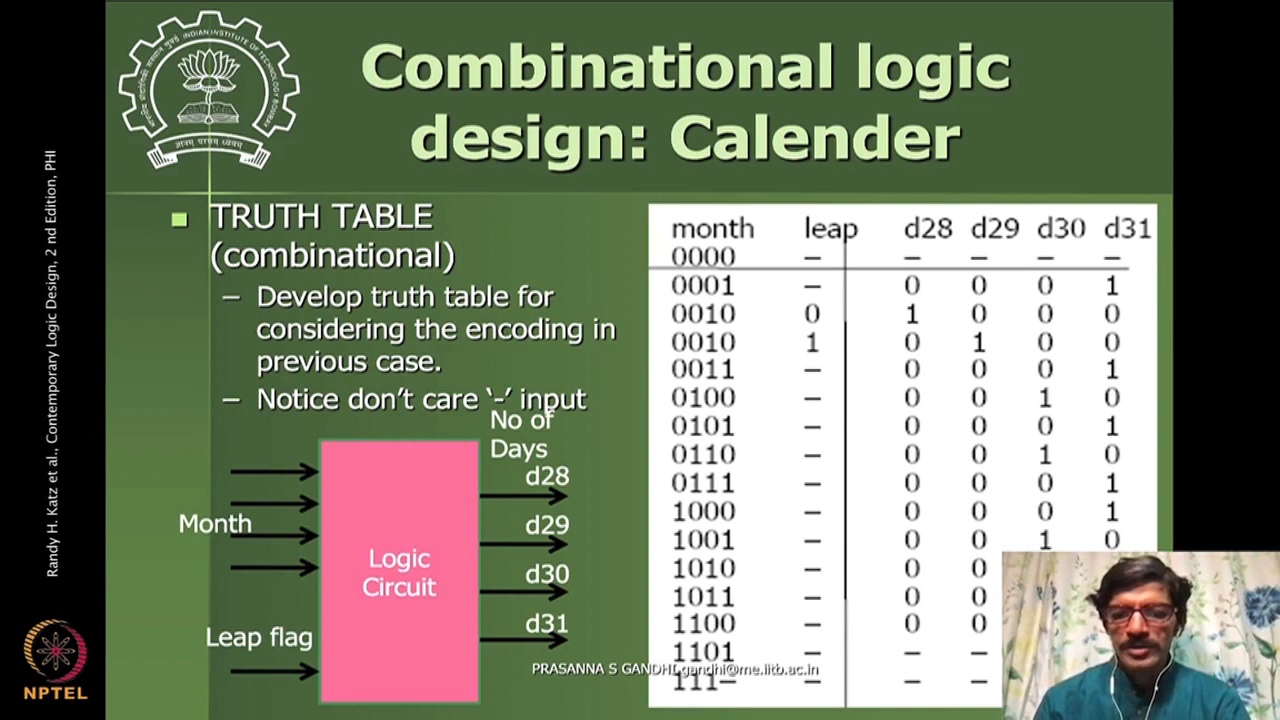 Combinational logic
design: Calender
TRUTH TABLE
(combinational)
– Develop truth table for
considering the encoding in
previous case.
– Notice don't care '-' input
No of
Days
d28
d29
d30
d31
Month
Leap flag
Logic
Circuit
month leap d28 d29 d30 d31
0000 – – – – –
0001 – 0 0 0 1
0010 0 1 0 0 0
0010 1 0 1 0 0
0011 – 0 0 0 1
0100 – 0 0 1 0
0101 – 0 0 0 1
0110 – 0 0 1 0
0111 – 0 0 0 1
1000 – 0 0 0 1
1001 – 0 0 1 0
1010 – 0 0
1011 – 0 0
1100 – 0 0
1101 – – –
111– – – –
PRASANNA S GANDHI gandhi@me.iitb.ac.in
Randy H. Katz et al., Contemporary Logic Design, 2 nd Edition, PHI
NPTEL
INDIAN INSTITUTE OF TECHNOLOGY BOMBAY